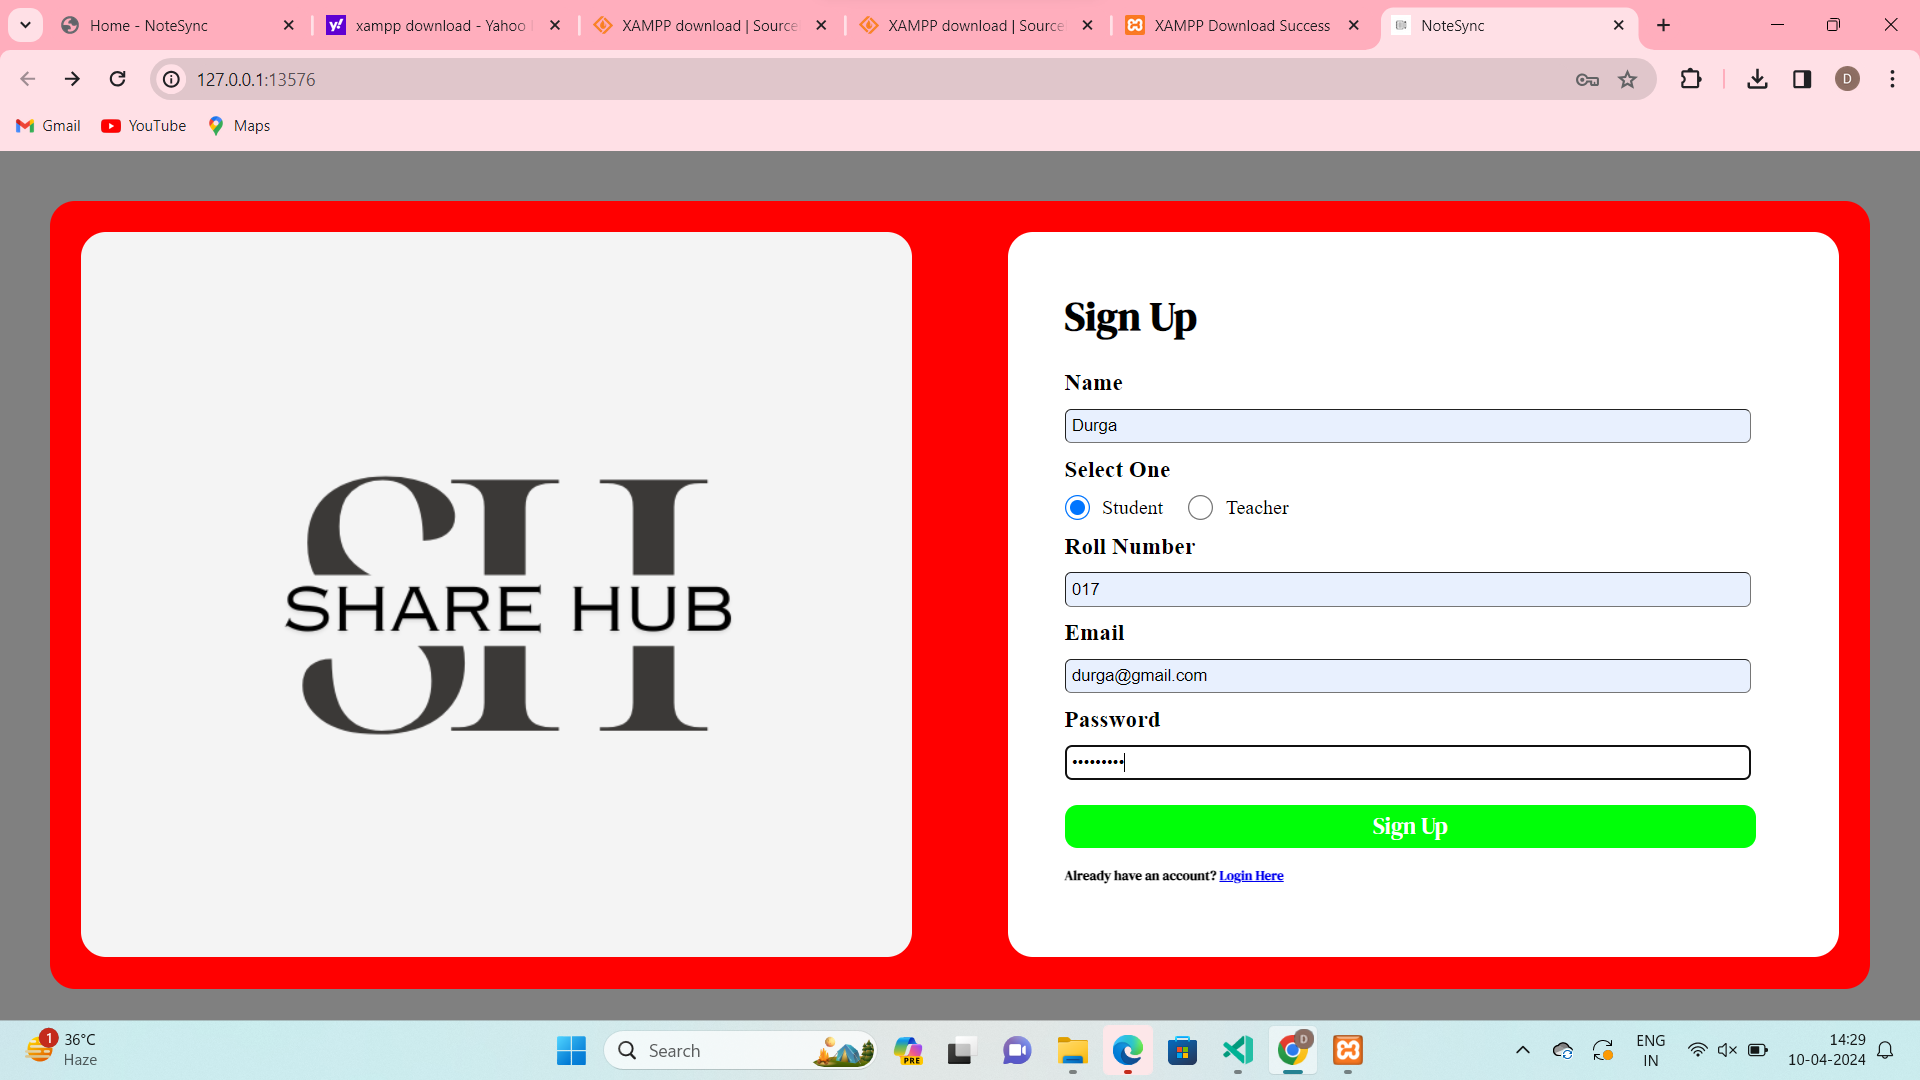 Home - NoteSync
xampp download - Yahoo
XAMPP download | Source
XAMPP download | Source
XAMPP Download Success
NoteSync
127.0.0.1:13576
D
Gmail
YouTube
Maps
SH
SHARE HUB
Sign Up
Name
Durga
Select One
Student
Teacher
Roll Number
017
Email
durga@gmail.com
Password
•••••••••
Sign Up
Already have an account? Login Here
1
36°C
Haze
Search
PRE
D
ENG
IN
14:29
10-04-2024